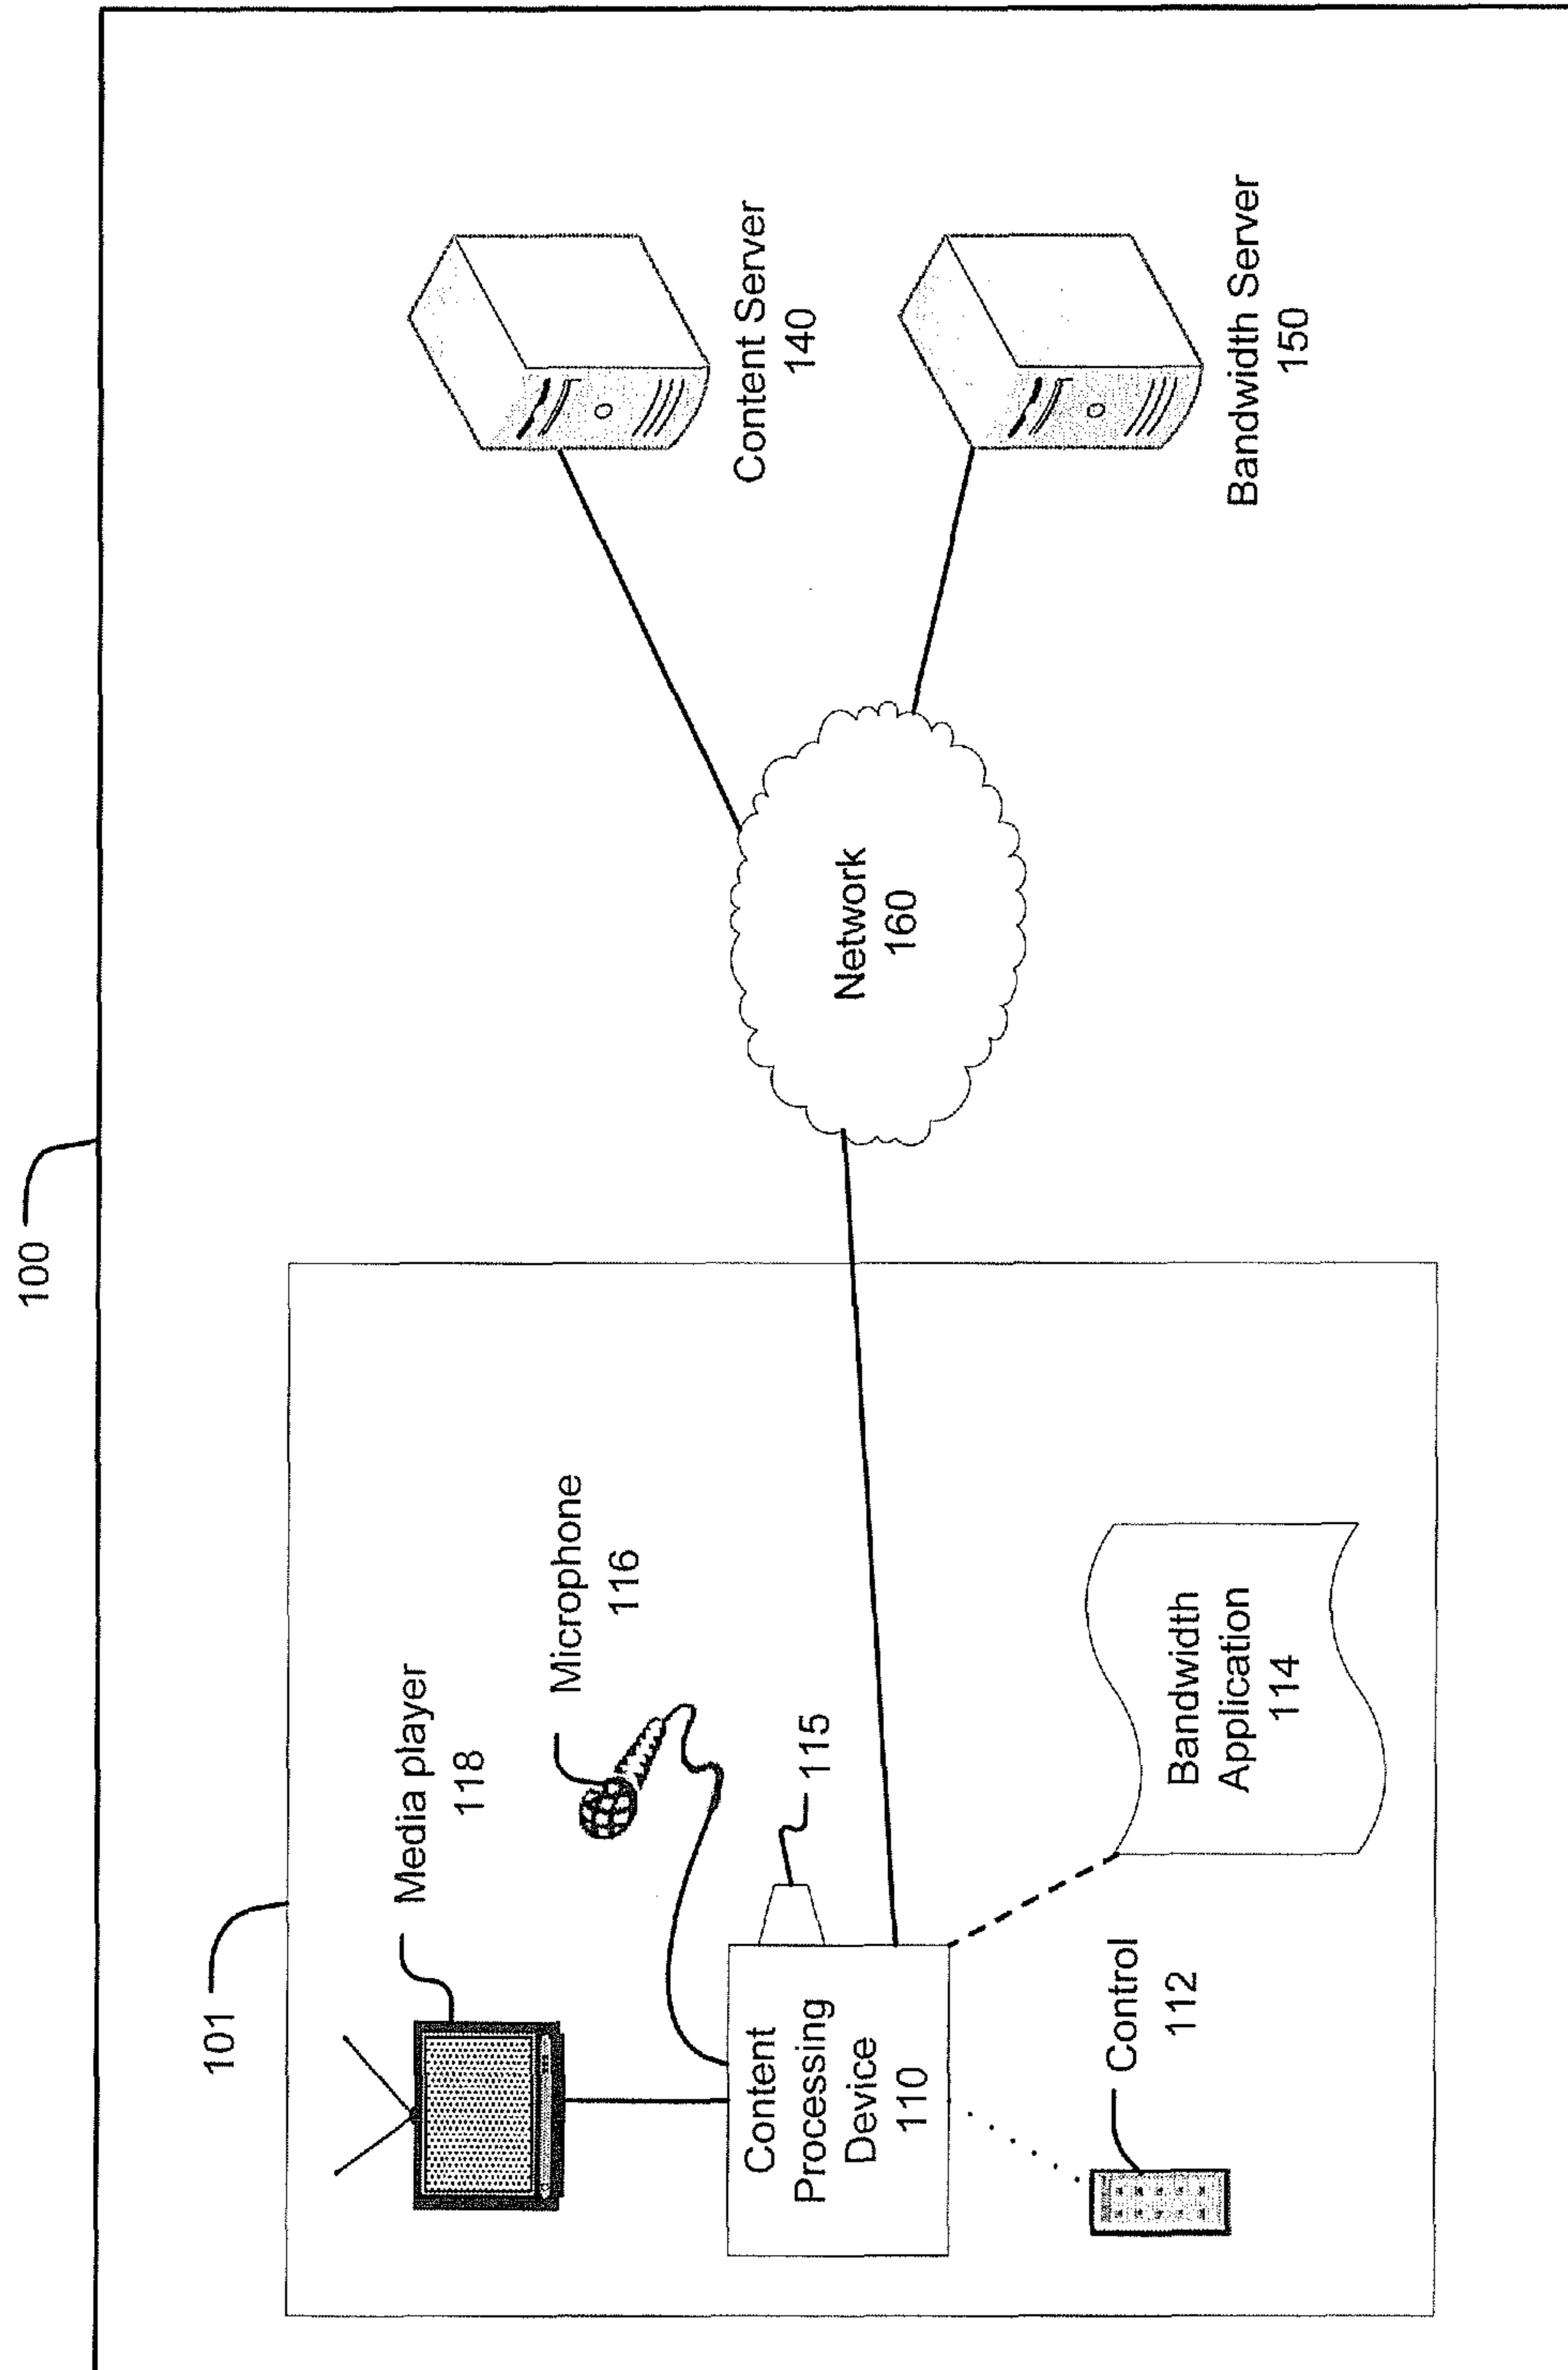 100
101
Media player
118
Microphone
116
115
Content
Processing
Device
110
Control
112
Bandwidth
Application
114
Network
160
Content Server
140
Bandwidth Server
150